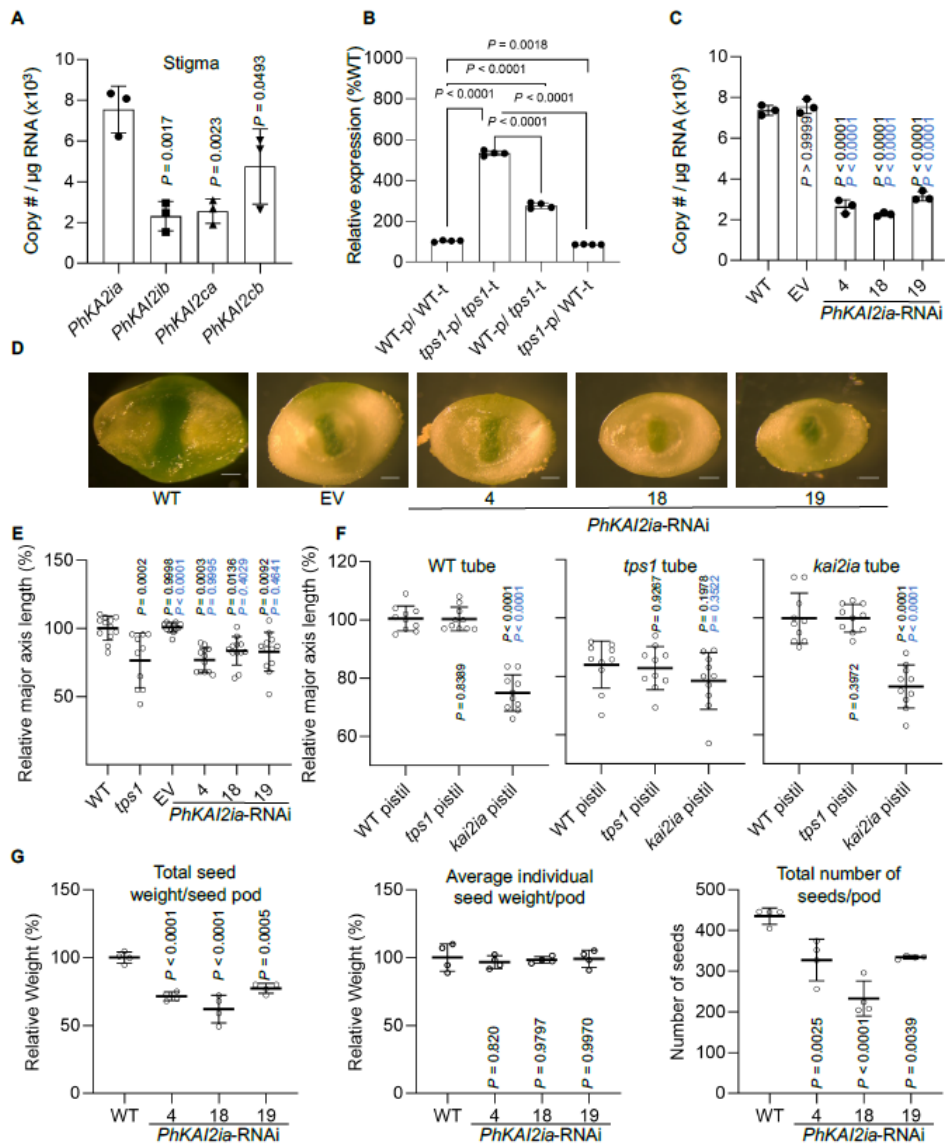 A
Stigma
Copy # / µg RNA (x10³)
10
8
6
4
2
0
P = 0.0017
P = 0.0023
P = 0.0493
PhKA2ia
PhKAI2ib
PhKAI2ca
PhKAI2cb
B
Relative expression (%WT)
1000
800
600
400
200
0
P = 0.0018
P < 0.0001
P < 0.0001
P < 0.0001
P < 0.0001
WT-p/ WT-t
tps1-p/ tps1-t
WT-p/ tps1-t
tps1-p/ WT-t
C
Copy # / µg RNA (x10³)
10
8
6
4
2
0
P > 0.9999
P < 0.0001
P < 0.0001
P < 0.0001
P < 0.0001
P < 0.0001
P < 0.0001
WT
EV
4
18
19
PhKAI2ia-RNAi
D
WT
EV
4
18
19
PhKAI2ia-RNAi
E
Relative major axis length (%)
150
100
50
P = 0.0002
P = 0.9998
P < 0.0001
P = 0.0003
P = 0.9995
P = 0.0136
P = 0.4029
P = 0.0092
P = 0.4641
WT
tps1
EV
4
18
19
PhKAI2ia-RNAi
F
Relative major axis length (%)
120
100
80
60
WT tube
P = 0.8389
P < 0.0001
P < 0.0001
WT pistil
tps1 pistil
kai2ia pistil
tps1 tube
P = 0.9267
P = 0.1978
P = 0.3522
WT pistil
tps1 pistil
kai2ia pistil
kai2ia tube
P = 0.3972
P < 0.0001
P < 0.0001
WT pistil
tps1 pistil
kai2ia pistil
G
Total seed
weight/seed pod
Relative Weight (%)
150
100
50
0
P < 0.0001
P < 0.0001
P = 0.0005
WT
4
18
19
PhKAI2ia-RNAi
Average individual
seed weight/pod
Relative Weight (%)
150
100
50
0
P = 0.820
P = 0.9797
P = 0.9970
WT
4
18
19
PhKAI2ia-RNAi
Total number of
seeds/pod
Number of seeds
500
400
300
200
100
0
P = 0.0025
P < 0.0001
P = 0.0039
WT
4
18
19
PhKAI2ia-RNAi